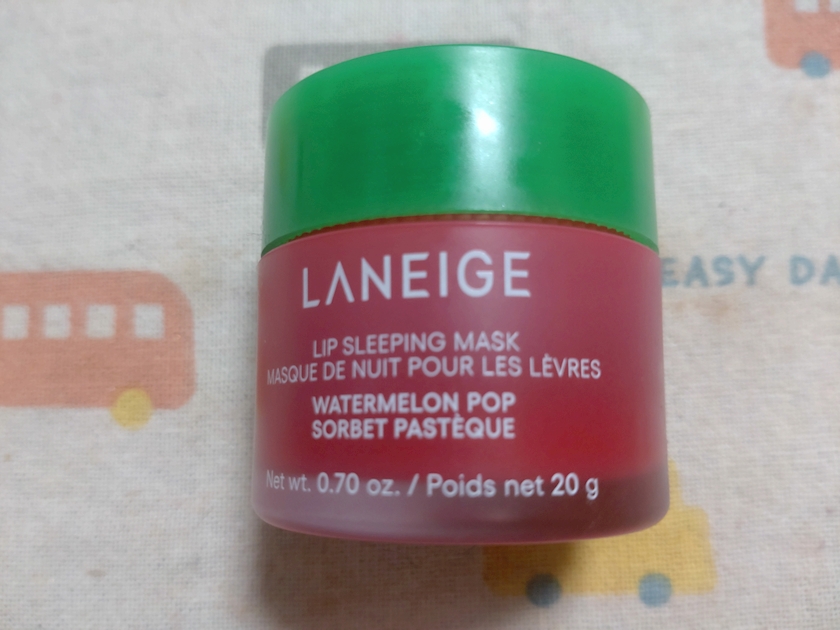 LANEIGE
LIP SLEEPING MASK
MASQUE DE NUIT POUR LES LÈVRES
WATERMELON POP
SORBET PASTÈQUE
Net wt. 0.70 oz. / Poids net 20 g
EASY DA